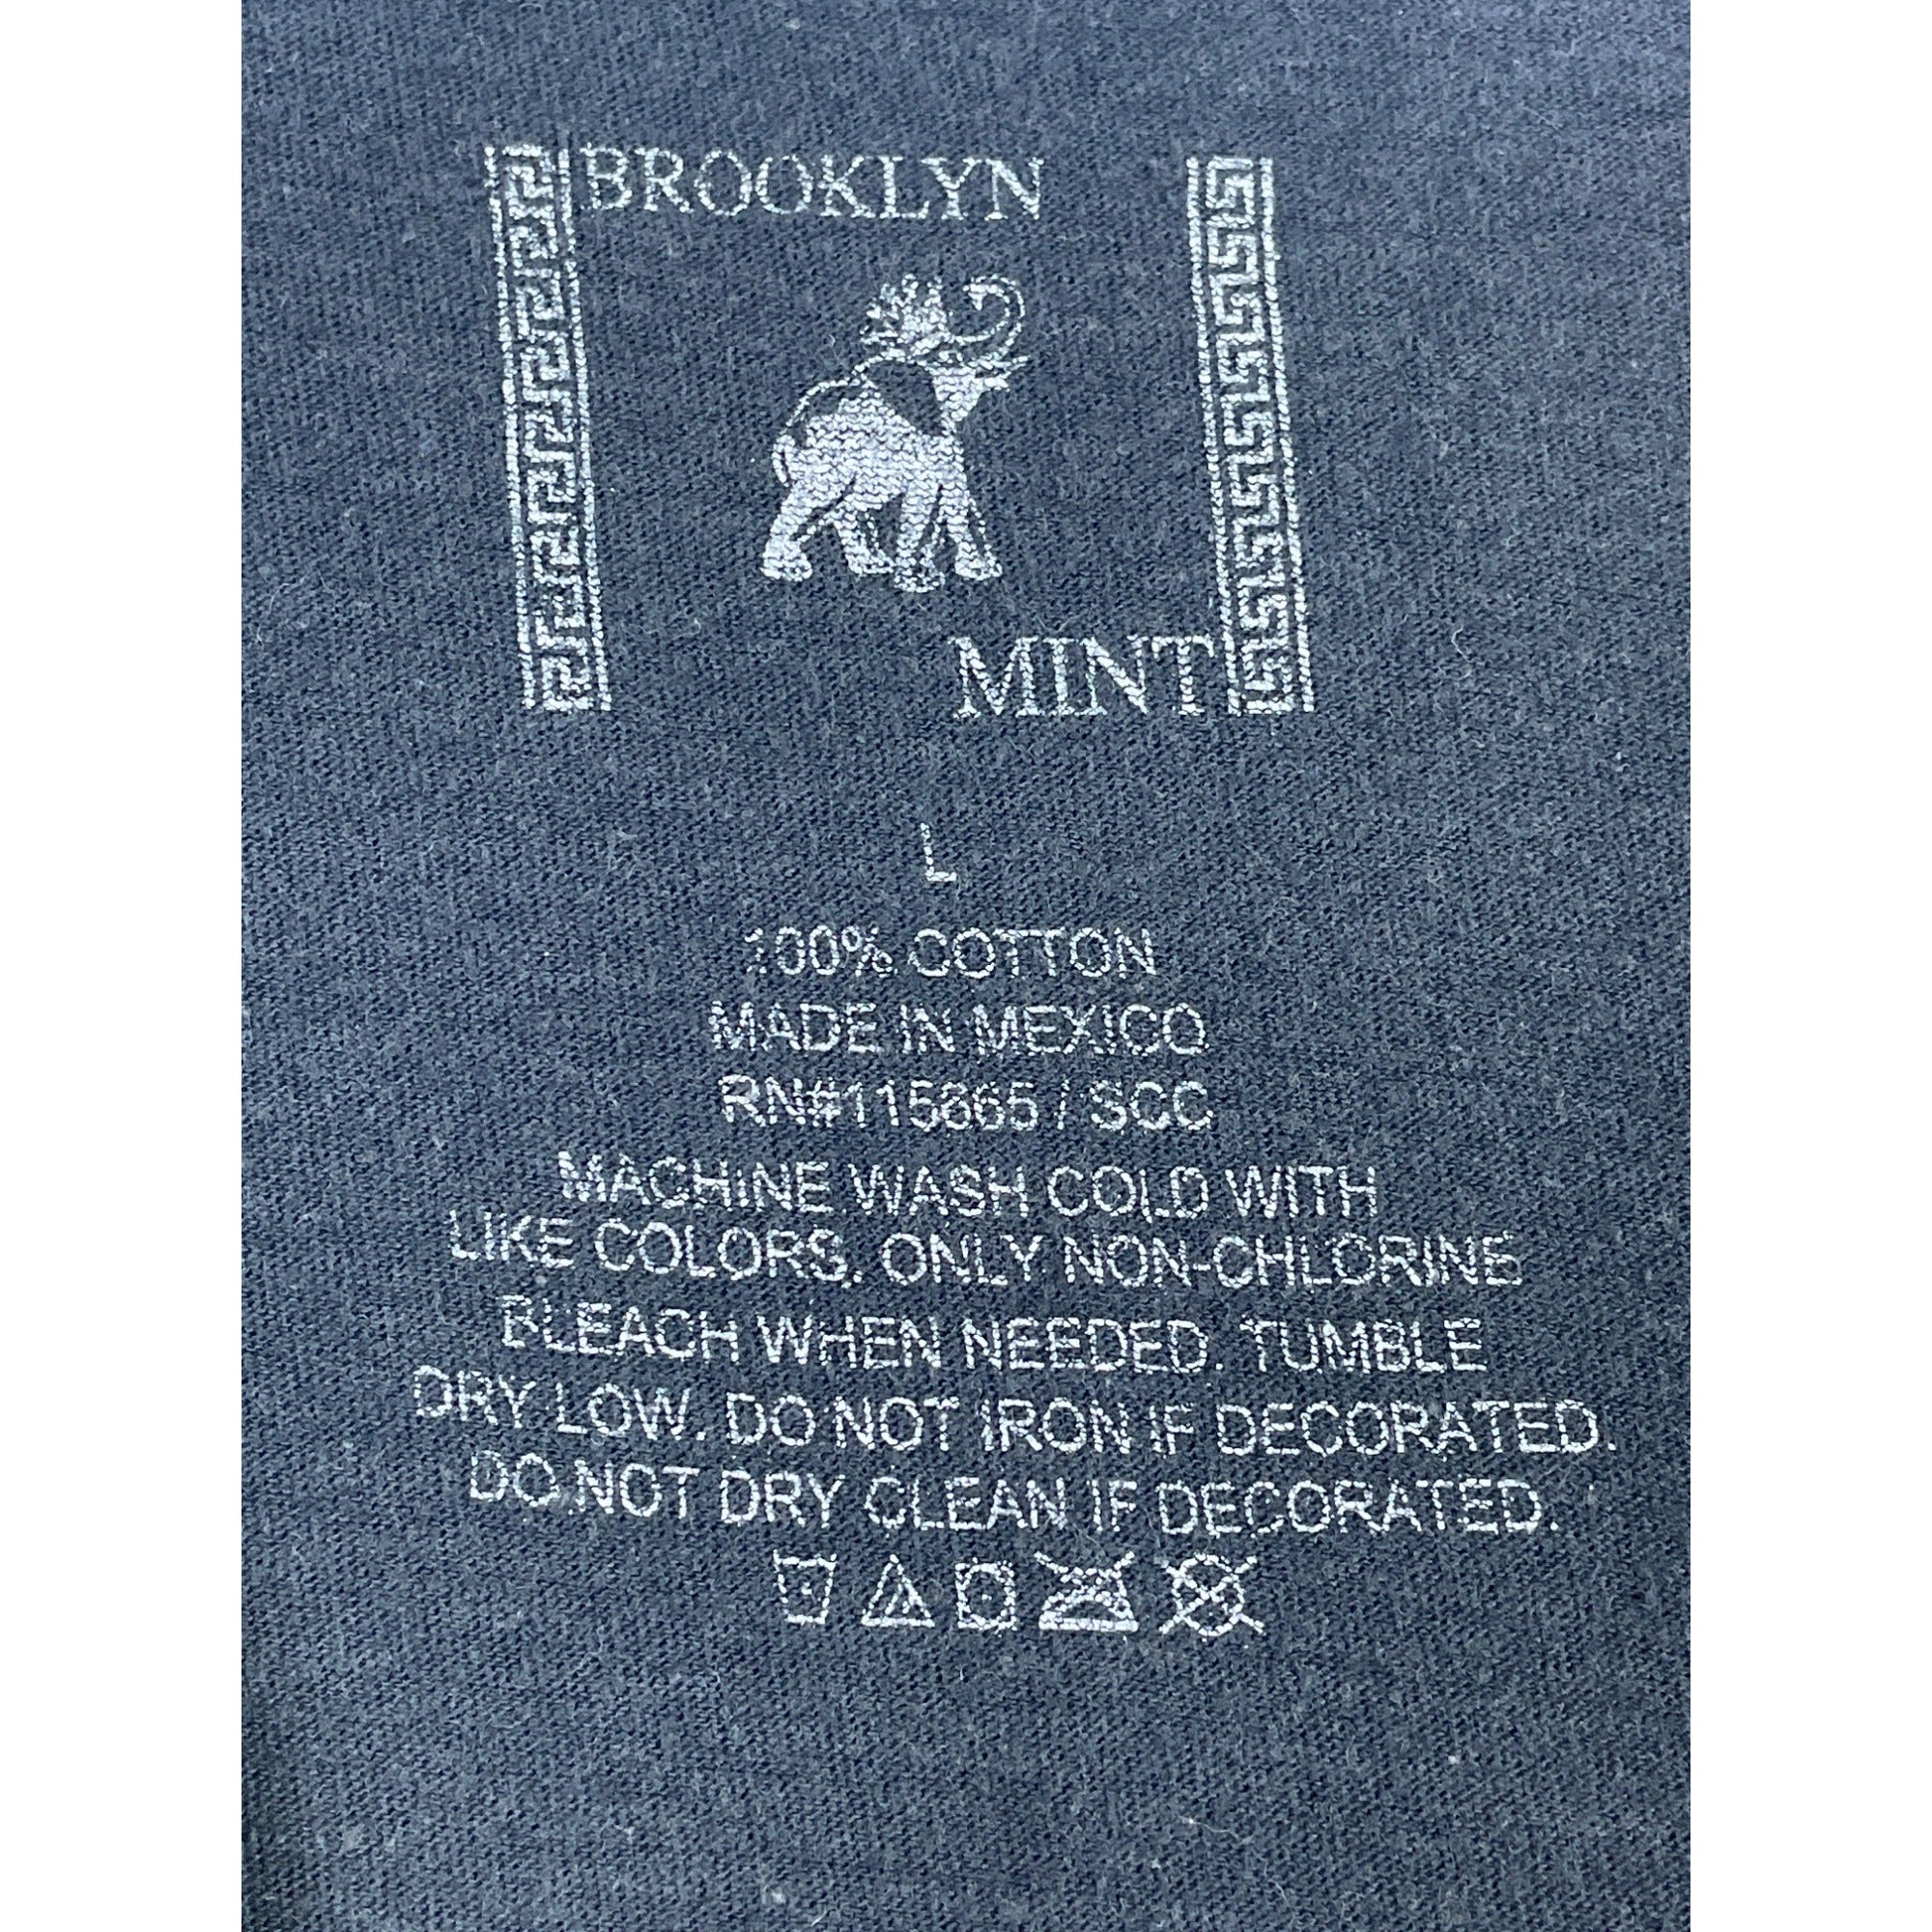 BROOKLYN
MINT
L
100% COTTON
MADE IN MEXICO
RN#115865 / SCC
MACHINE WASH COLD WITH
LIKE COLORS. ONLY NON-CHLORINE
BLEACH WHEN NEEDED. TUMBLE
DRY LOW. DO NOT IRON IF DECORATED.
DO NOT DRY CLEAN IF DECORATED.